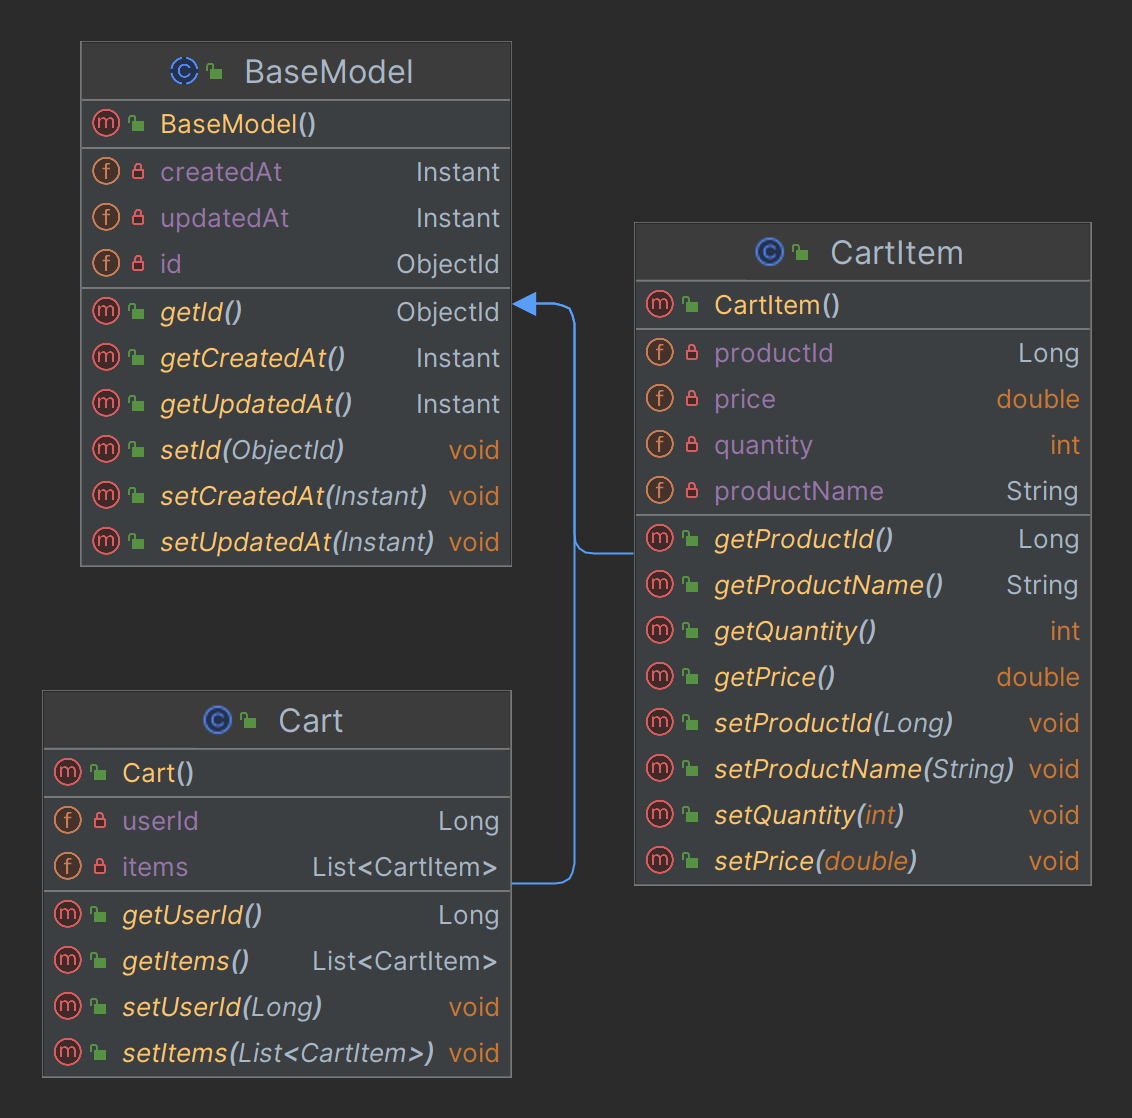 BaseModel
BaseModel()
createdAt Instant
updatedAt Instant
id ObjectId
getId() ObjectId
getCreatedAt() Instant
getUpdatedAt() Instant
setId(ObjectId) void
setCreatedAt(Instant) void
setUpdatedAt(Instant) void
CartItem
CartItem()
productId Long
price double
quantity int
productName String
getProductId() Long
getProductName() String
getQuantity() int
getPrice() double
setProductId(Long) void
setProductName(String) void
setQuantity(int) void
setPrice(double) void
Cart
Cart()
userId Long
items List<CartItem>
getUserId() Long
getItems() List<CartItem>
setUserId(Long) void
setItems(List<CartItem>) void